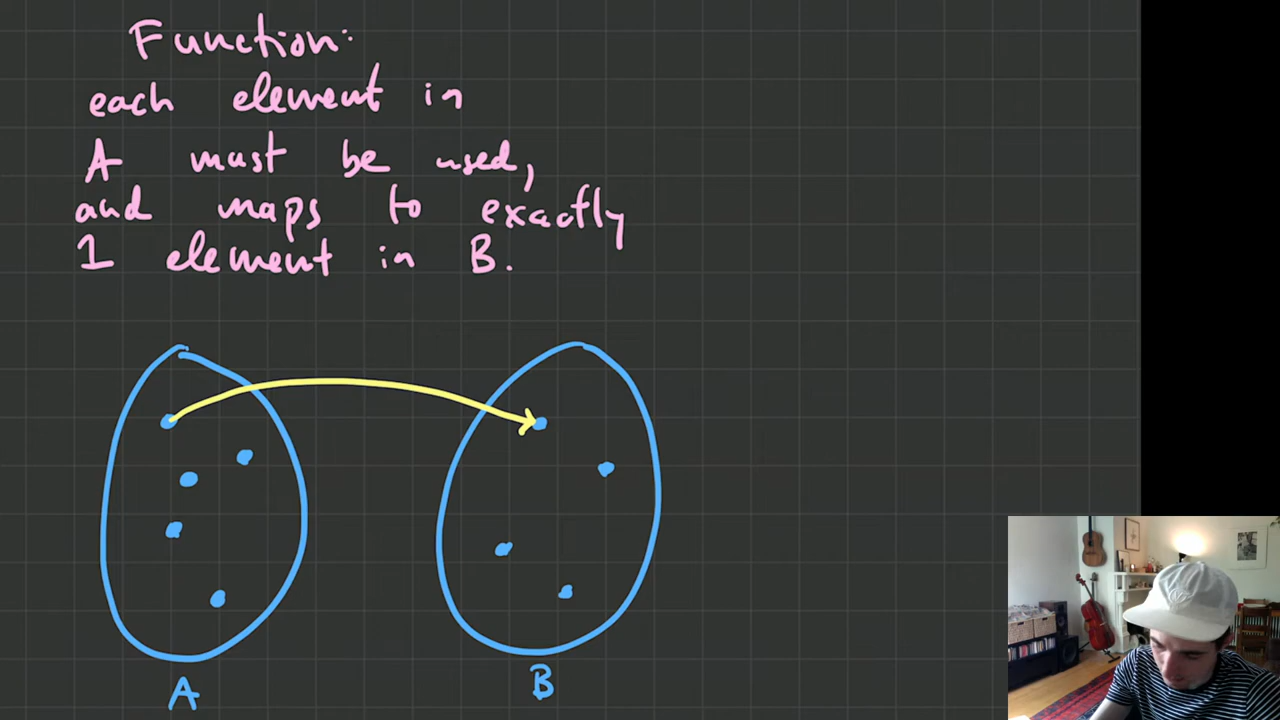 Function:
each element in
A must be used,
and maps to exactly
1 element in B.
A
B